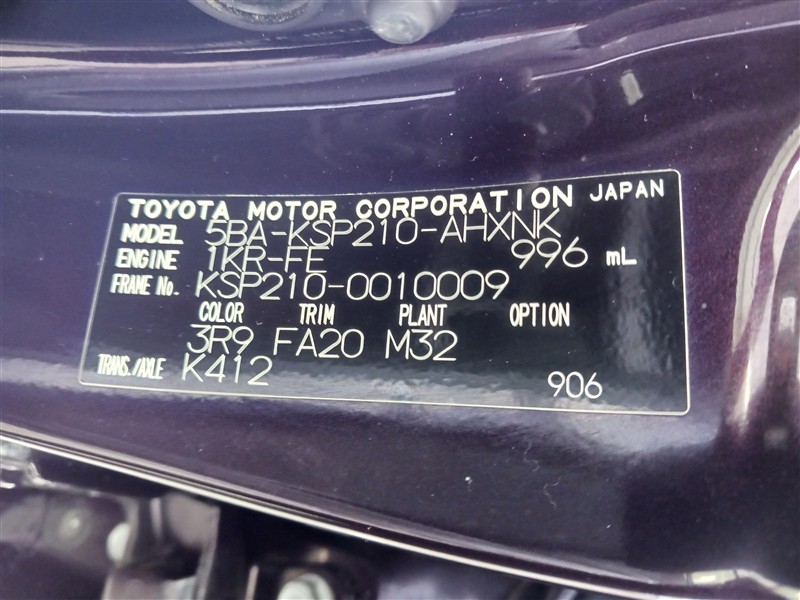 TOYOTA MOTOR CORPORATION JAPAN
MODEL 5BA-KSP210-AHXNK
ENGINE 1KR-FE 996 mL
FRAME No. KSP210-0010009
COLOR TRIM PLANT OPTION
3R9 FA20 M32
TRANS./AXLE K412
906